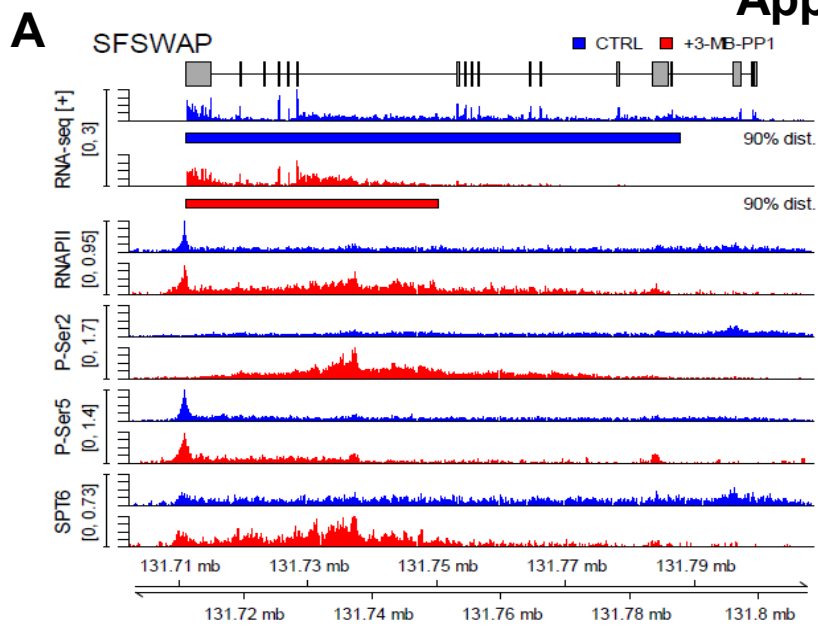 App
A
SFSWAP
CTRL +3-MB-PP1
RNA-seq [+]
[0, 3]
90% dist.
90% dist.
RNAPII
[0, 0.95]
P-Ser2
[0, 1.7]
P-Ser5
[0, 1.4]
SPT6
[0, 0.73]
131.71 mb 131.73 mb 131.75 mb 131.77 mb 131.79 mb
131.72 mb 131.74 mb 131.76 mb 131.78 mb 131.8 mb